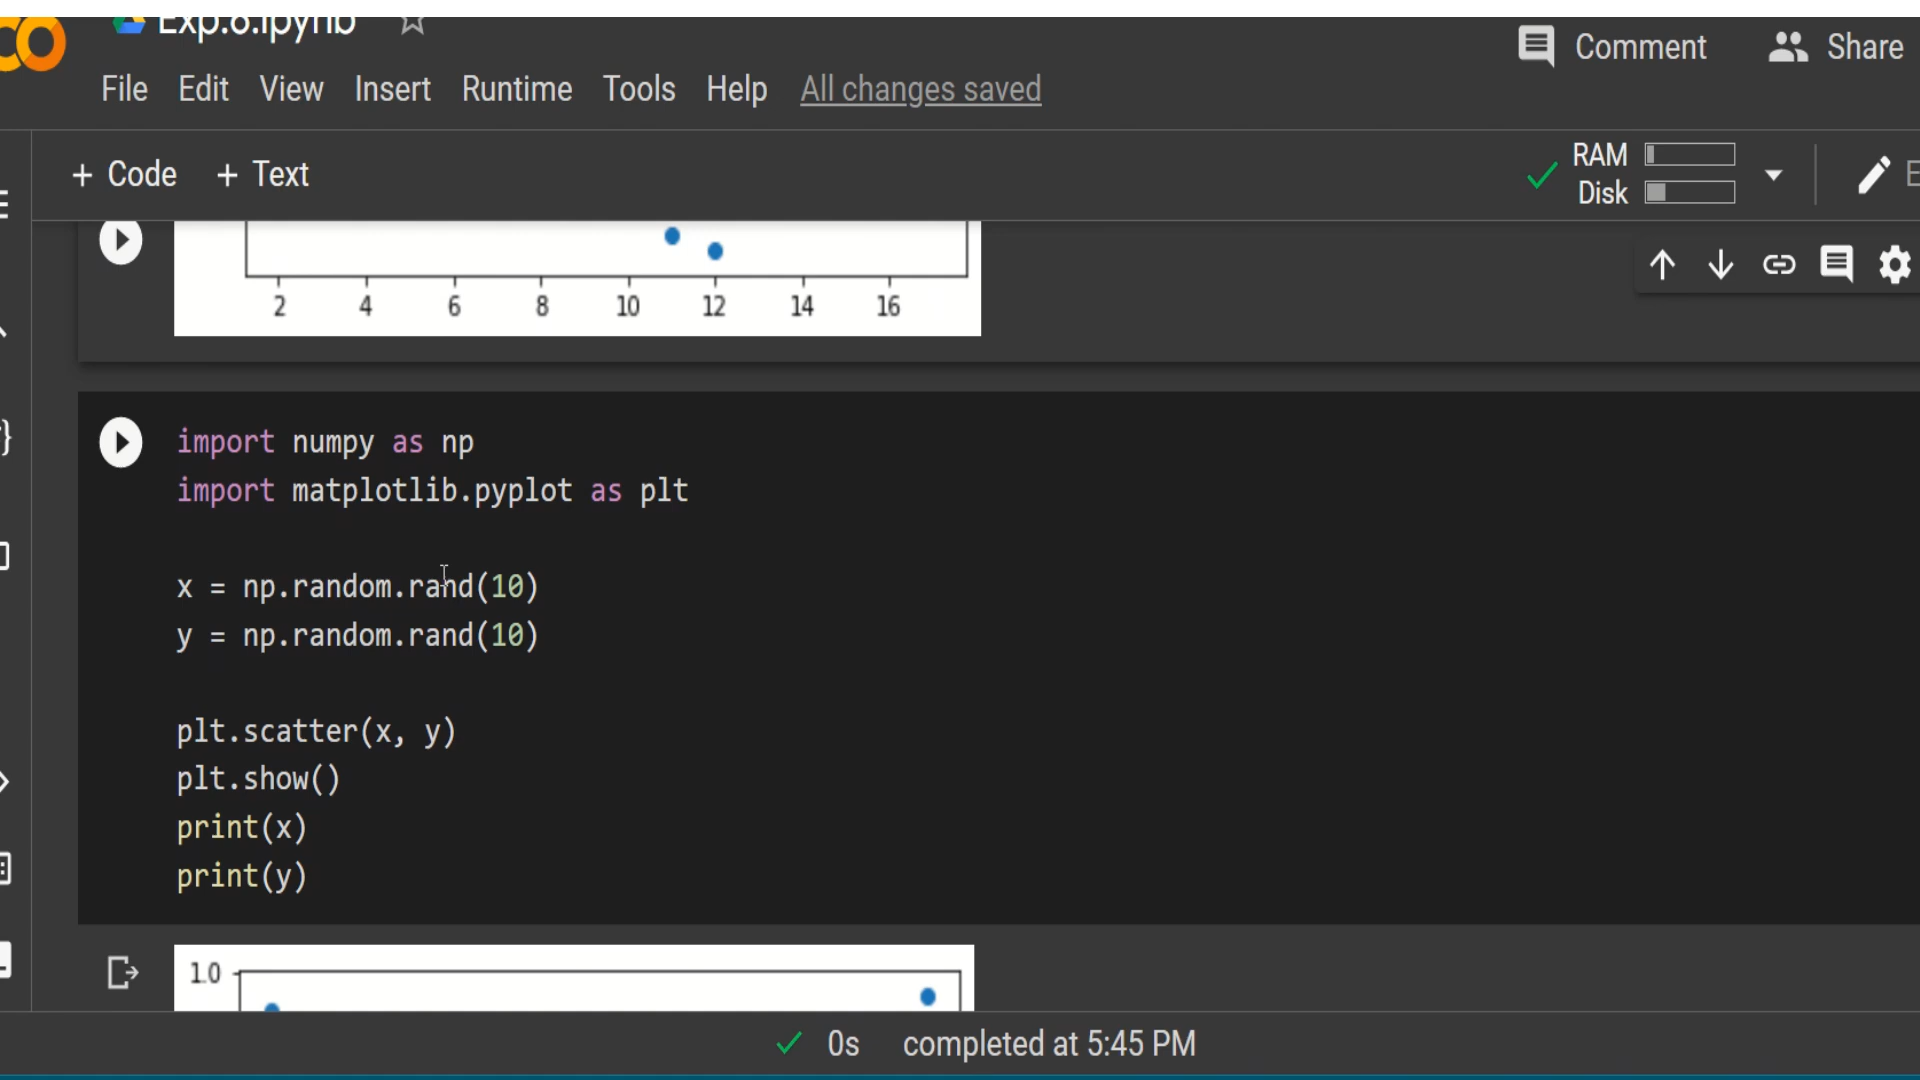 Exp.6.ipynb
Comment Share
File Edit View Insert Runtime Tools Help All changes saved
+ Code + Text
RAM
Disk
2 4 6 8 10 12 14 16
import numpy as np
import matplotlib.pyplot as plt
x = np.random.rand(10)
y = np.random.rand(10)
plt.scatter(x, y)
plt.show()
print(x)
print(y)
1.0
0s completed at 5:45 PM